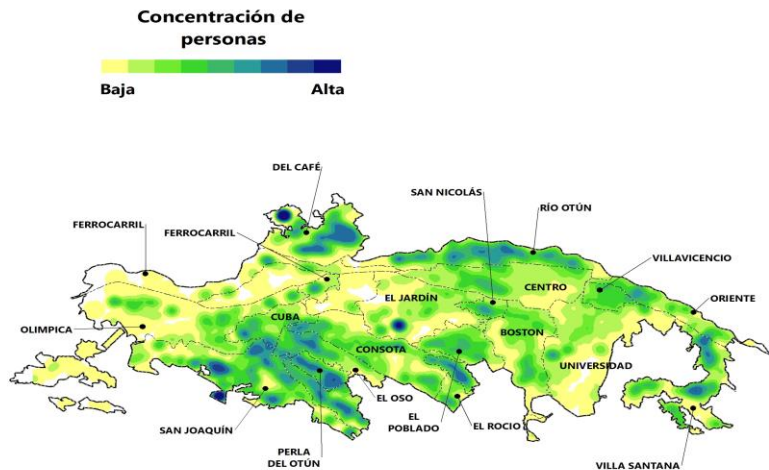 Concentración de
personas
Baja
Alta
DEL CAFÉ
SAN NICOLÁS
RÍO OTÚN
FERROCARRIL
FERROCARRIL
VILLAVICENCIO
CENTRO
EL JARDÍN
ORIENTE
CUBA
OLIMPICA
BOSTON
CONSOTA
UNIVERSIDAD
EL OSO
SAN JOAQUÍN
EL
POBLADO
EL ROCIO
PERLA
DEL OTÚN
VILLA SANTANA